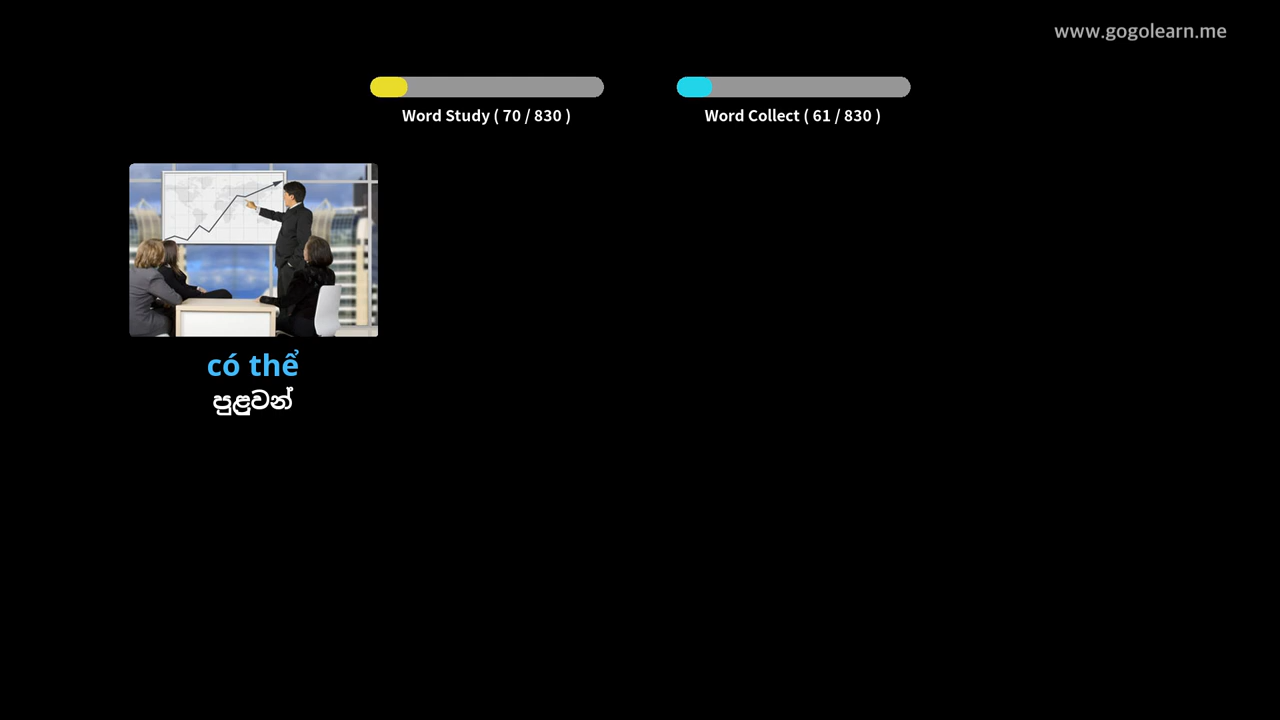 www.gogolearn.me
Word Study ( 70 / 830 )
Word Collect ( 61 / 830 )
có thể
පුළුවන්